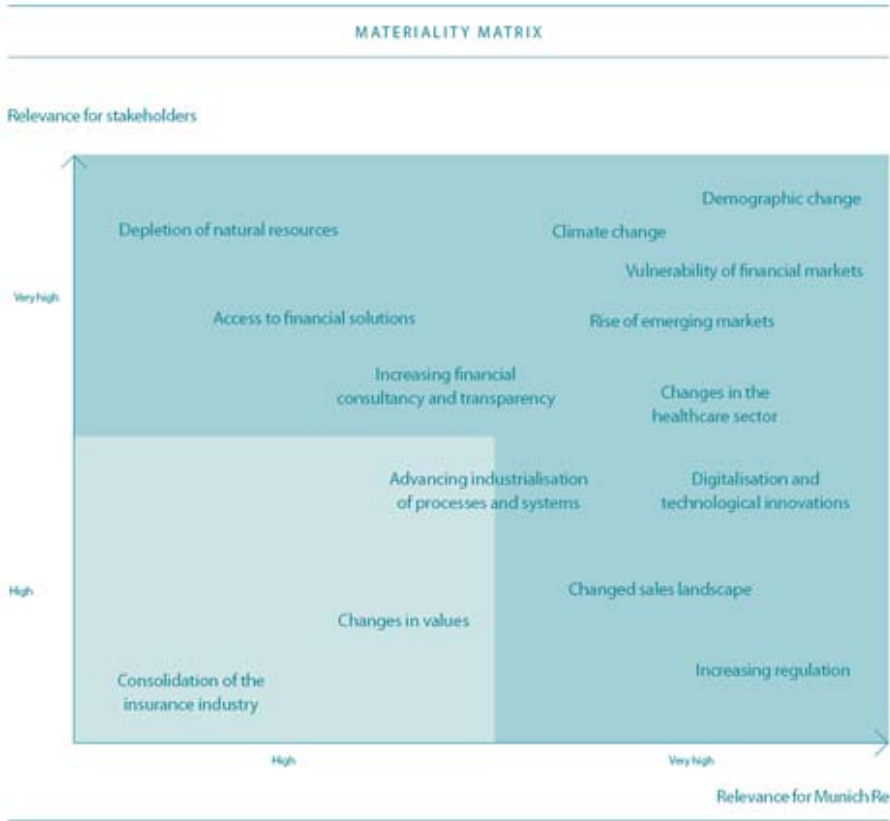 MATERIALITY MATRIX
Relevance for stakeholders
Demographic change
Depletion of natural resources
Climate change
Vulnerability of financial markets
Very high
Access to financial solutions
Rise of emerging markets
Increasing financial
consultancy and transparency
Changes in the
healthcare sector
Advancing industrialisation
of processes and systems
Digitalisation and
technological innovations
High
Changed sales landscape
Changes in values
Increasing regulation
Consolidation of the
insurance industry
High
Very high
Relevance for Munich Re